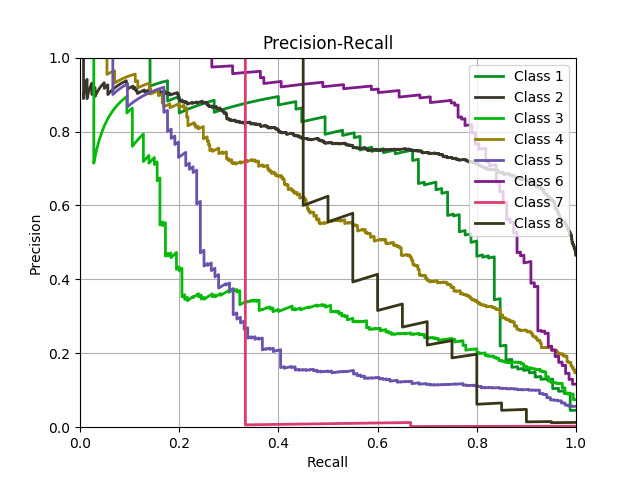 Precision-Recall
1.0
0.8
0.6
0.4
0.2
0.0
Precision
0.0 0.2 0.4 0.6 0.8 1.0
Recall
Class 1
Class 2
Class 3
Class 4
Class 5
Class 6
Class 7
Class 8